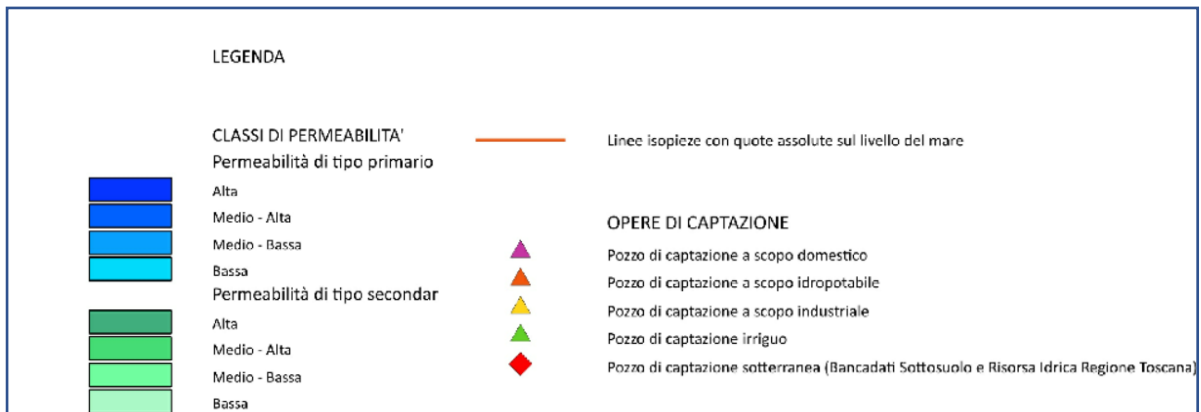 LEGENDA
CLASSI DI PERMEABILITA'
Permeabilità di tipo primario
Alta
Medio - Alta
Medio - Bassa
Bassa
Permeabilità di tipo secondar
Alta
Medio - Alta
Medio - Bassa
Bassa
Linee isopieze con quote assolute sul livello del mare
OPERE DI CAPTAZIONE
Pozzo di captazione a scopo domestico
Pozzo di captazione a scopo idropotabile
Pozzo di captazione a scopo industriale
Pozzo di captazione irriguo
Pozzo di captazione sotterranea (Bancadati Sottosuolo e Risorsa Idrica Regione Toscana)